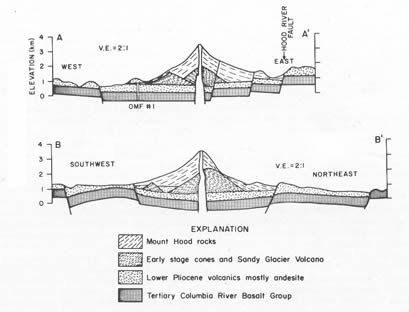 A
A'
V.E. = 2:1
HOOD RIVER
FAULT
WEST
EAST
ELEVATION (km)
4
3
2
1
0
OMF #1
B
B'
SOUTHWEST
V.E. = 2:1
NORTHEAST
4
3
2
1
0
EXPLANATION
Mount Hood rocks
Early stage cones and Sandy Glacier Volcano
Lower Pliocene volcanics mostly andesite
Tertiary Columbia River Basalt Group